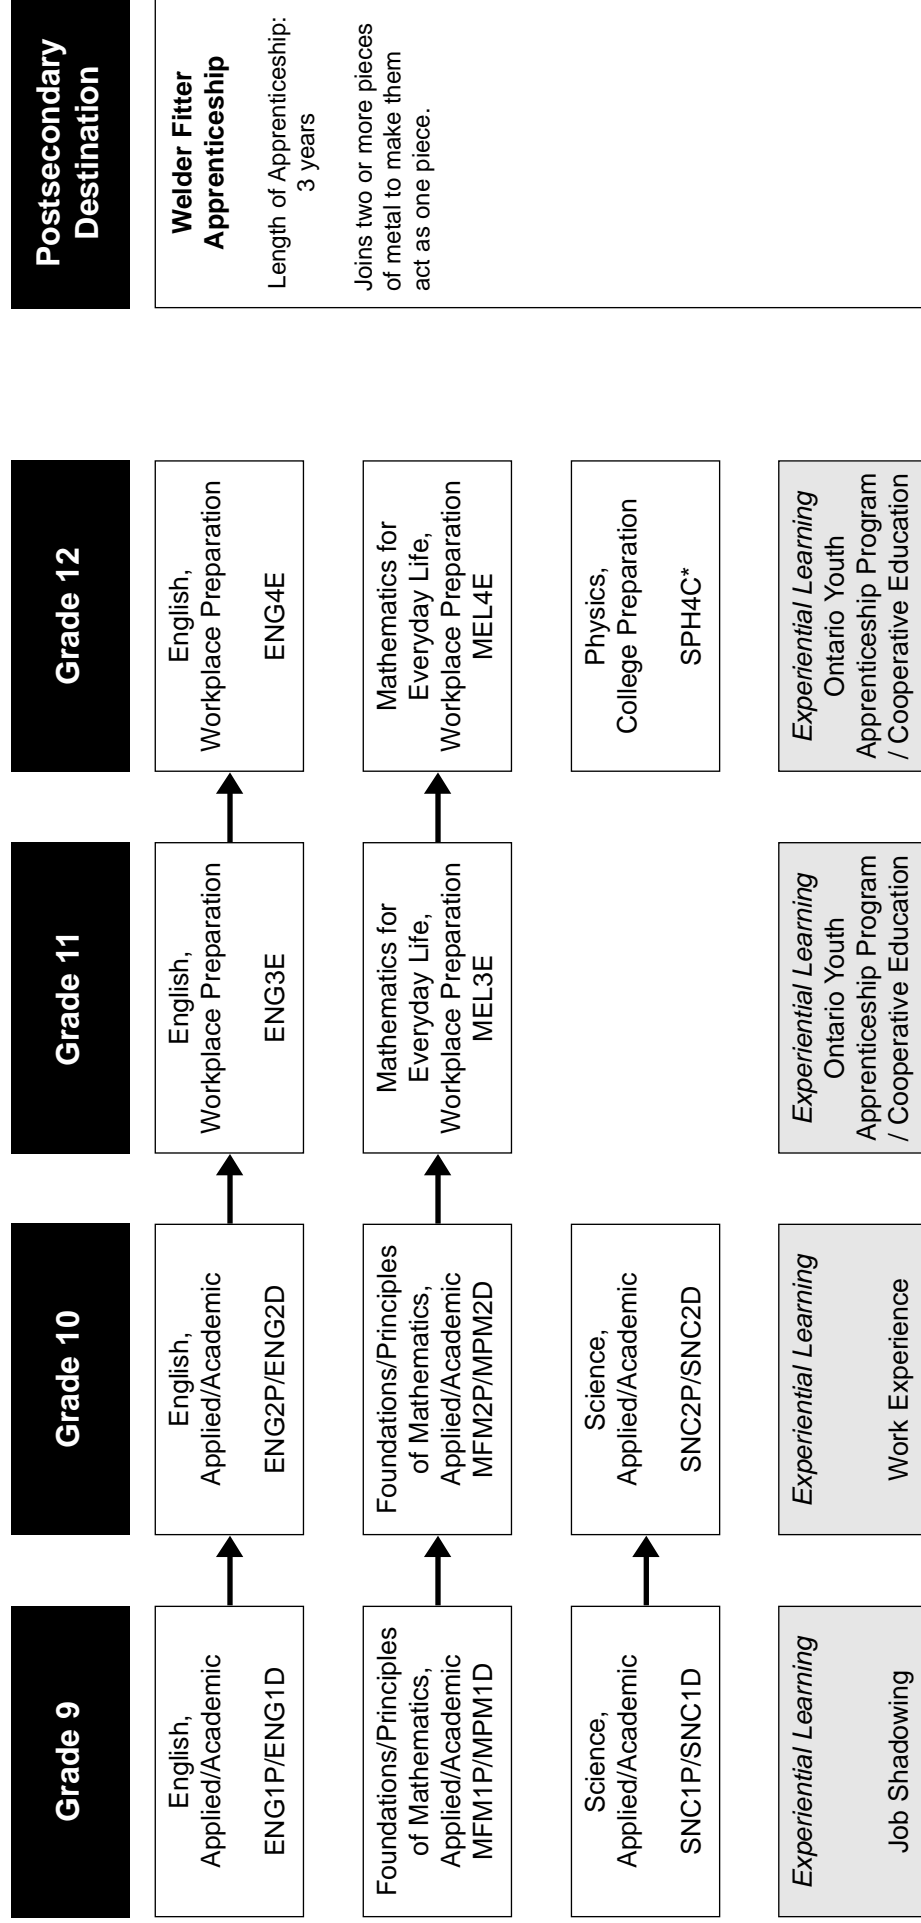 Grade 9
Grade 10
Grade 11
Grade 12
Postsecondary
Destination
English,
Applied/Academic
ENG1P/ENG1D
English,
Applied/Academic
ENG2P/ENG2D
English,
Workplace Preparation
ENG3E
English,
Workplace Preparation
ENG4E
Welder Fitter
Apprenticeship
Length of Apprenticeship:
3 years
Joins two or more pieces
of metal to make them
act as one piece.
Foundations/Principles
of Mathematics,
Applied/Academic
MFM1P/MPM1D
Foundations/Principles
of Mathematics,
Applied/Academic
MFM2P/MPM2D
Mathematics for
Everyday Life,
Workplace Preparation
MEL3E
Mathematics for
Everyday Life,
Workplace Preparation
MEL4E
Science,
Applied/Academic
SNC1P/SNC1D
Science,
Applied/Academic
SNC2P/SNC2D
Physics,
College Preparation
SPH4C*
Experiential Learning
Job Shadowing
Experiential Learning
Work Experience
Experiential Learning
Ontario Youth
Apprenticeship Program
/ Cooperative Education
Experiential Learning
Ontario Youth
Apprenticeship Program
/ Cooperative Education